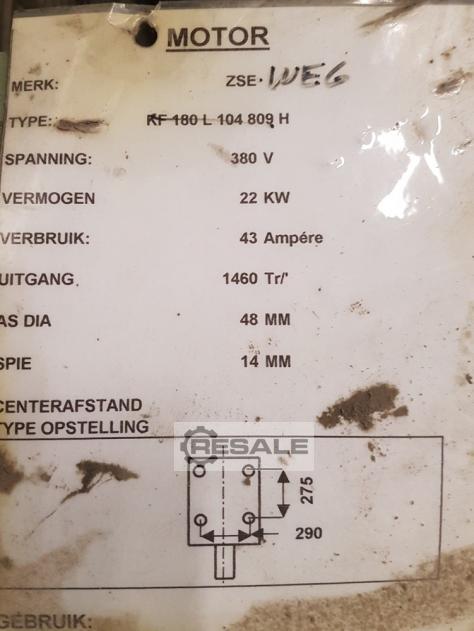 MOTOR
MERK: ZSE. WEG
TYPE: KF 180 L 104 809 H
SPANNING: 380 V
VERMOGEN 22 KW
VERBRUIK: 43 Ampére
UITGANG 1460 Tr/'
AS DIA 48 MM
SPIE 14 MM
CENTERAFSTAND
TYPE OPSTELLING
RESALE
275
290
GEBRUIK: